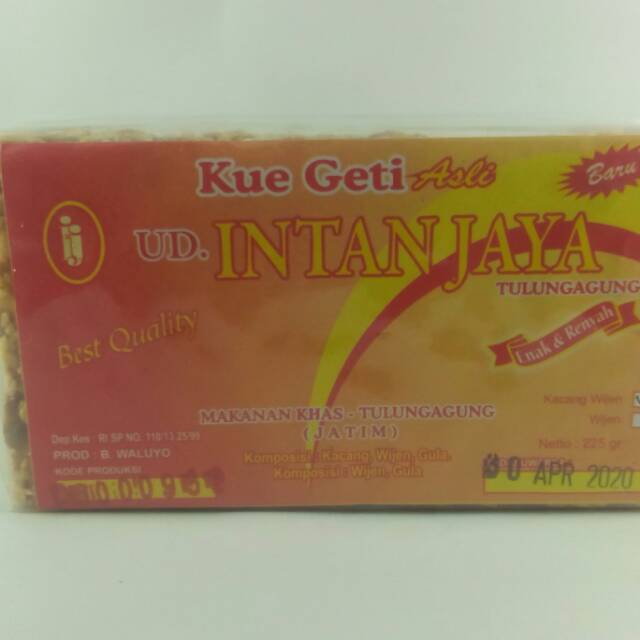 Kue Geti Asli
Baru
UD. INTAN JAYA
TULUNGAGUNG
Best Quality
Enak & Renyah
MAKANAN KHAS - TULUNGAGUNG
(JATIM)
Kacang Wijen
Wijen
Netto : 225 gr
Dep Kes : RI SP NO. 110/13.25/99
PROD : B. WALUYO
KODE PRODUKSI
Komposisi : Kacang, Wijen, Gula.
Komposisi : Wijen, Gula
30 APR 2020